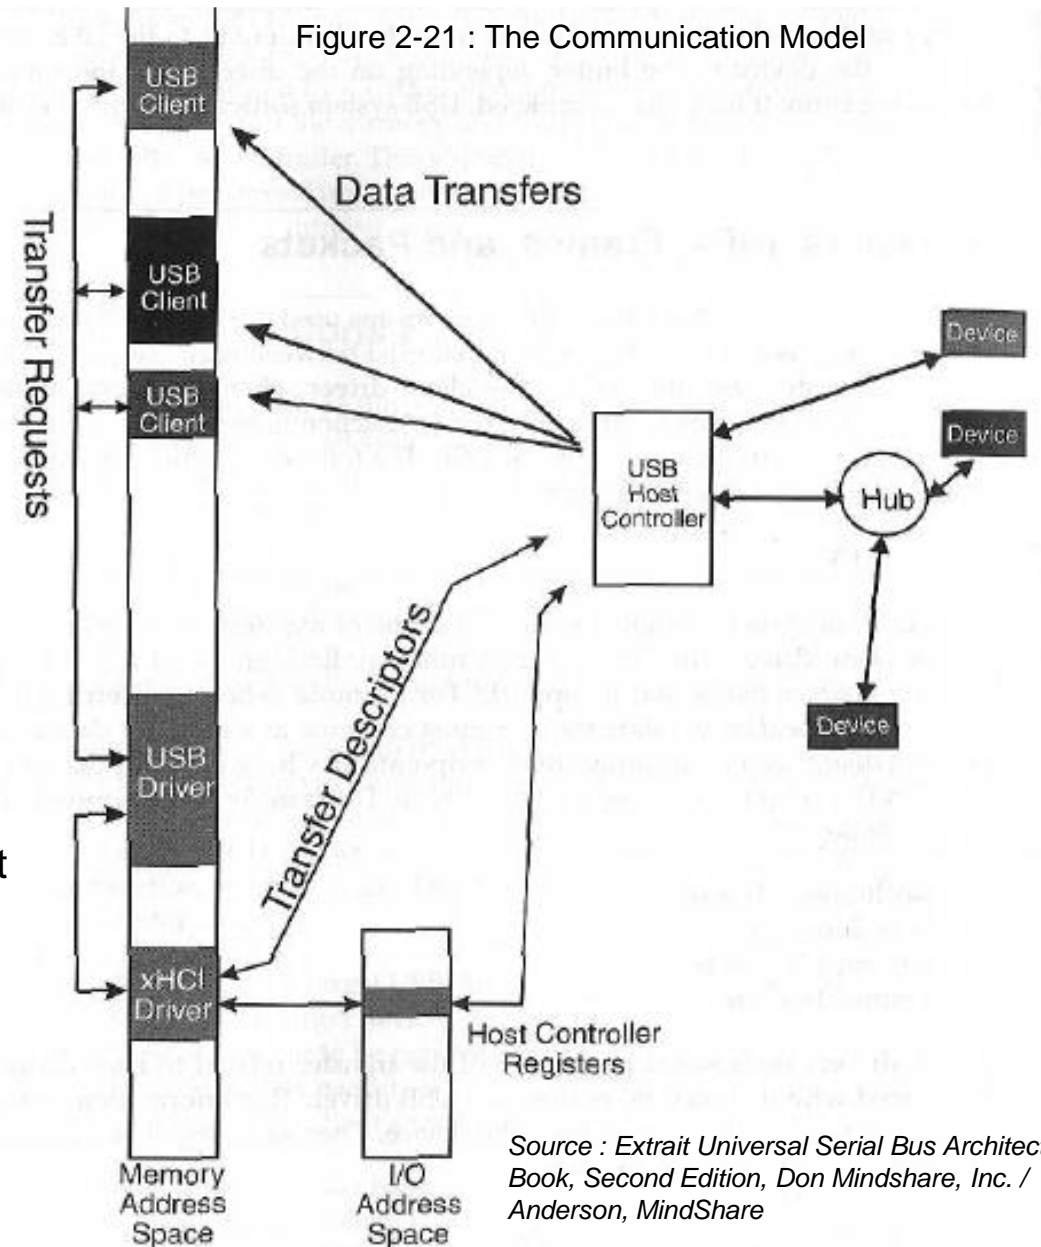 Figure 2-21 : The Communication Model
USB
Client
Data Transfers
Transfer Requests
USB
Client
USB
Client
Device
Device
USB
Host
Controller
Hub
Device
Transfer Descriptors
USB
Driver
t
xHCI
Driver
Host Controller
Registers
Memory
Address
Space
I/O
Address
Space
Source : Extrait Universal Serial Bus Architect
Book, Second Edition, Don Mindshare, Inc. /
Anderson, MindShare